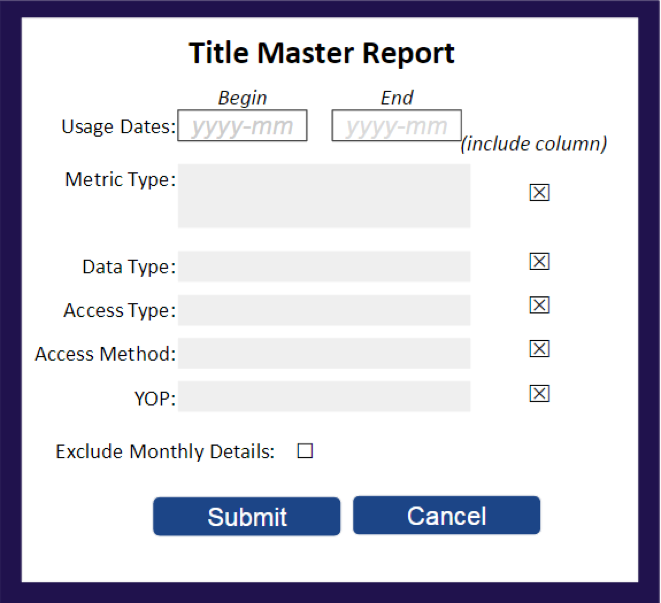 Title Master Report
Begin End
Usage Dates: yyyy-mm yyyy-mm
(include column)
Metric Type:
Data Type:
Access Type:
Access Method:
YOP:
Exclude Monthly Details:
Submit Cancel